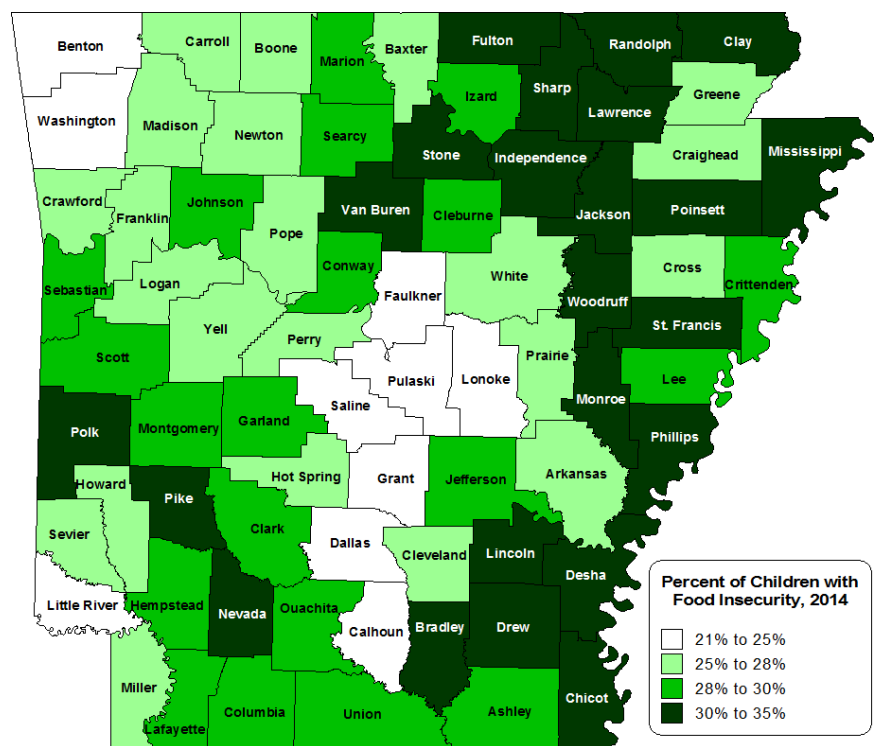 Benton
Carroll
Boone
Marion
Baxter
Fulton
Randolph
Clay
Izard
Sharp
Greene
Lawrence
Washington
Madison
Newton
Searcy
Stone
Independence
Craighead
Mississippi
Crawford
Franklin
Johnson
Pope
Van Buren
Cleburne
Jackson
Poinsett
Conway
White
Cross
Crittenden
Sebastian
Logan
Faulkner
Woodruff
Yell
Perry
Prairie
St. Francis
Scott
Pulaski
Lonoke
Lee
Saline
Monroe
Polk
Montgomery
Garland
Phillips
Howard
Pike
Hot Spring
Grant
Jefferson
Arkansas
Sevier
Clark
Dallas
Cleveland
Lincoln
Desha
Little River
Hempstead
Nevada
Ouachita
Calhoun
Bradley
Drew
Miller
Lafayette
Columbia
Union
Ashley
Chicot
Percent of Children with
Food Insecurity, 2014
21% to 25%
25% to 28%
28% to 30%
30% to 35%